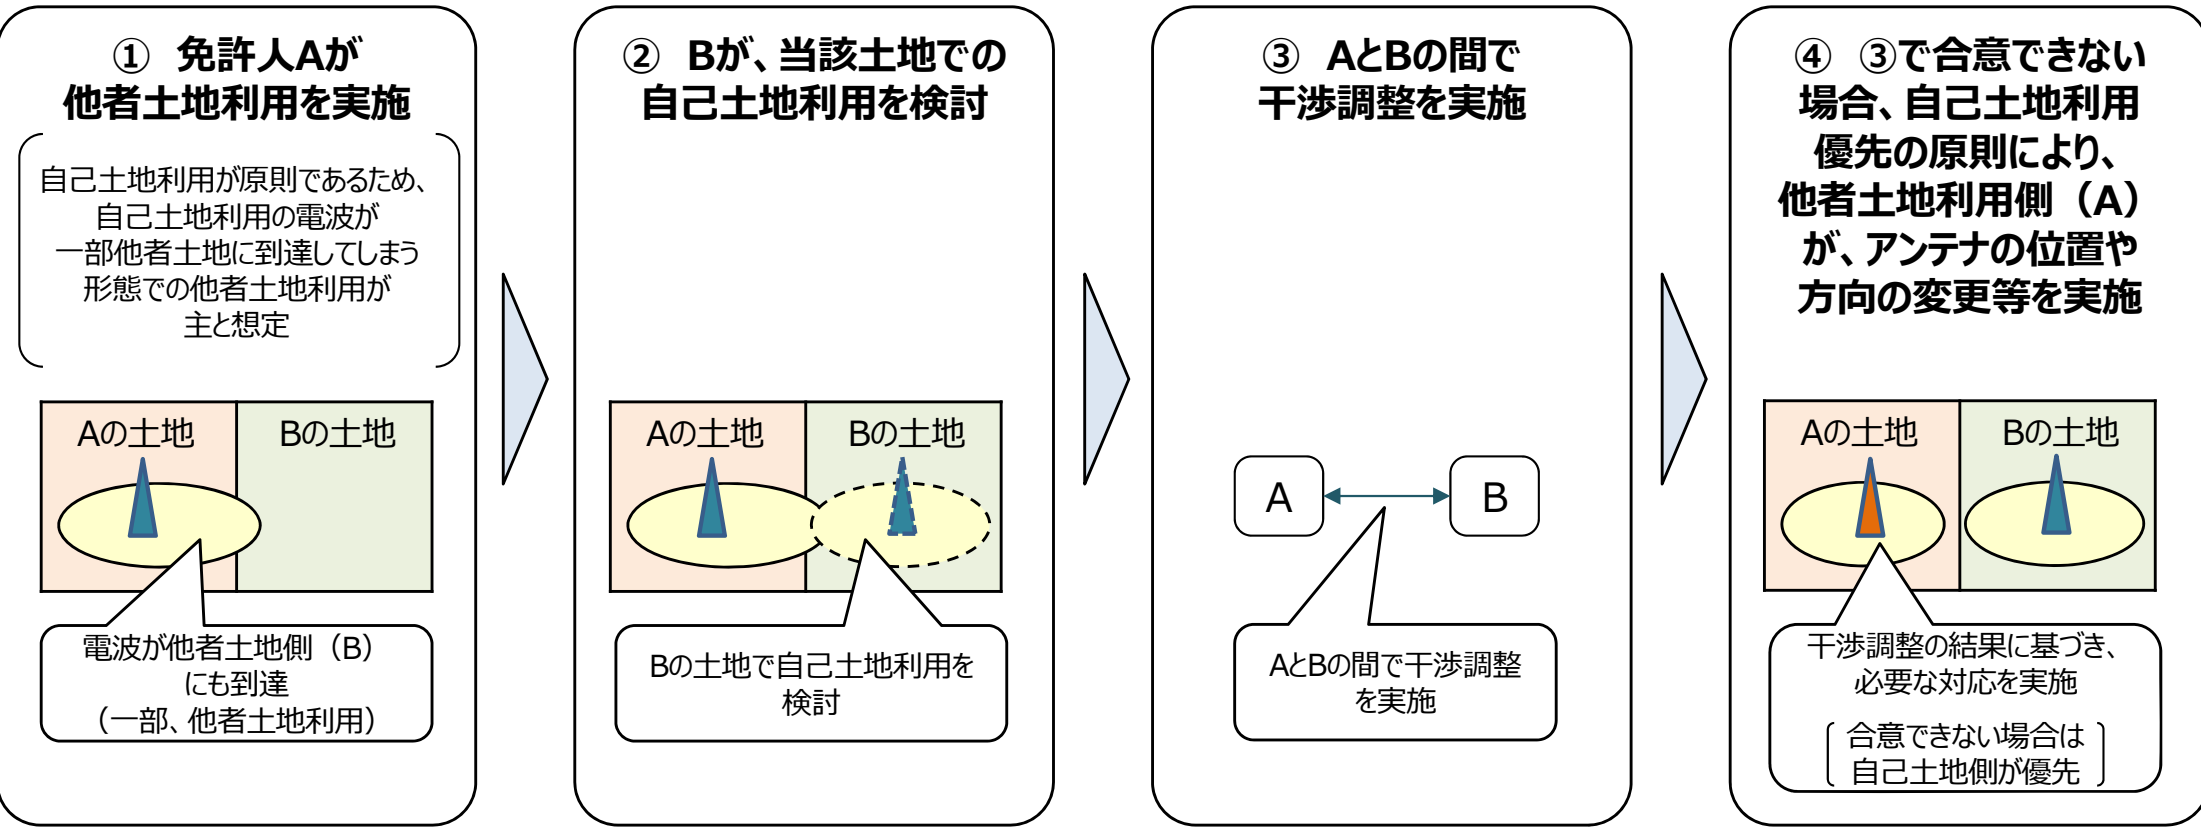 ① 免許人Aが
他者土地利用を実施
自己土地利用が原則であるため、
自己土地利用の電波が
一部他者土地に到達してしまう
形態での他者土地利用が
主と想定
Aの土地
Bの土地
電波が他者土地側（B）
にも到達
（一部、他者土地利用）
② Bが、当該土地での
自己土地利用を検討
Aの土地
Bの土地
Bの土地で自己土地利用を
検討
③ AとBの間で
干渉調整を実施
A
B
AとBの間で干渉調整
を実施
④ ③で合意できない
場合、自己土地利用
優先の原則により、
他者土地利用側（A）
が、アンテナの位置や
方向の変更等を実施
Aの土地
Bの土地
干渉調整の結果に基づき、
必要な対応を実施
合意できない場合は
自己土地側が優先